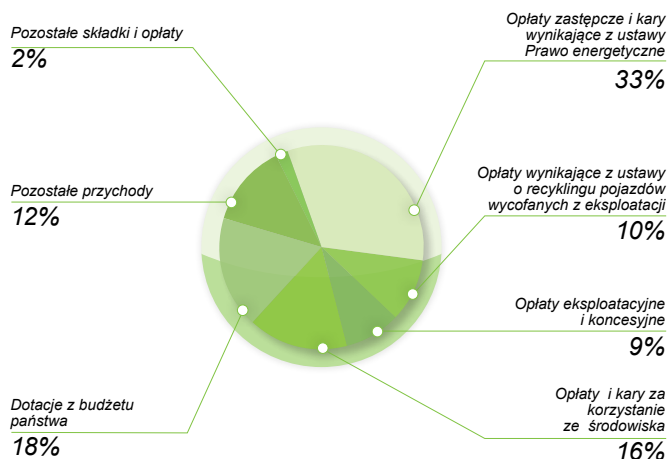 Pozostałe składki i opłaty
2%
Pozostałe przychody
12%
Dotacje z budżetu
państwa
18%
Opłaty zastępcze i kary
wynikające z ustawy
Prawo energetyczne
33%
Opłaty wynikające z ustawy
o recyklingu pojazdów
wycofanych z eksploatacji
10%
Opłaty eksploatacyjne
i koncesyjne
9%
Opłaty i kary za
korzystanie
ze środowiska
16%